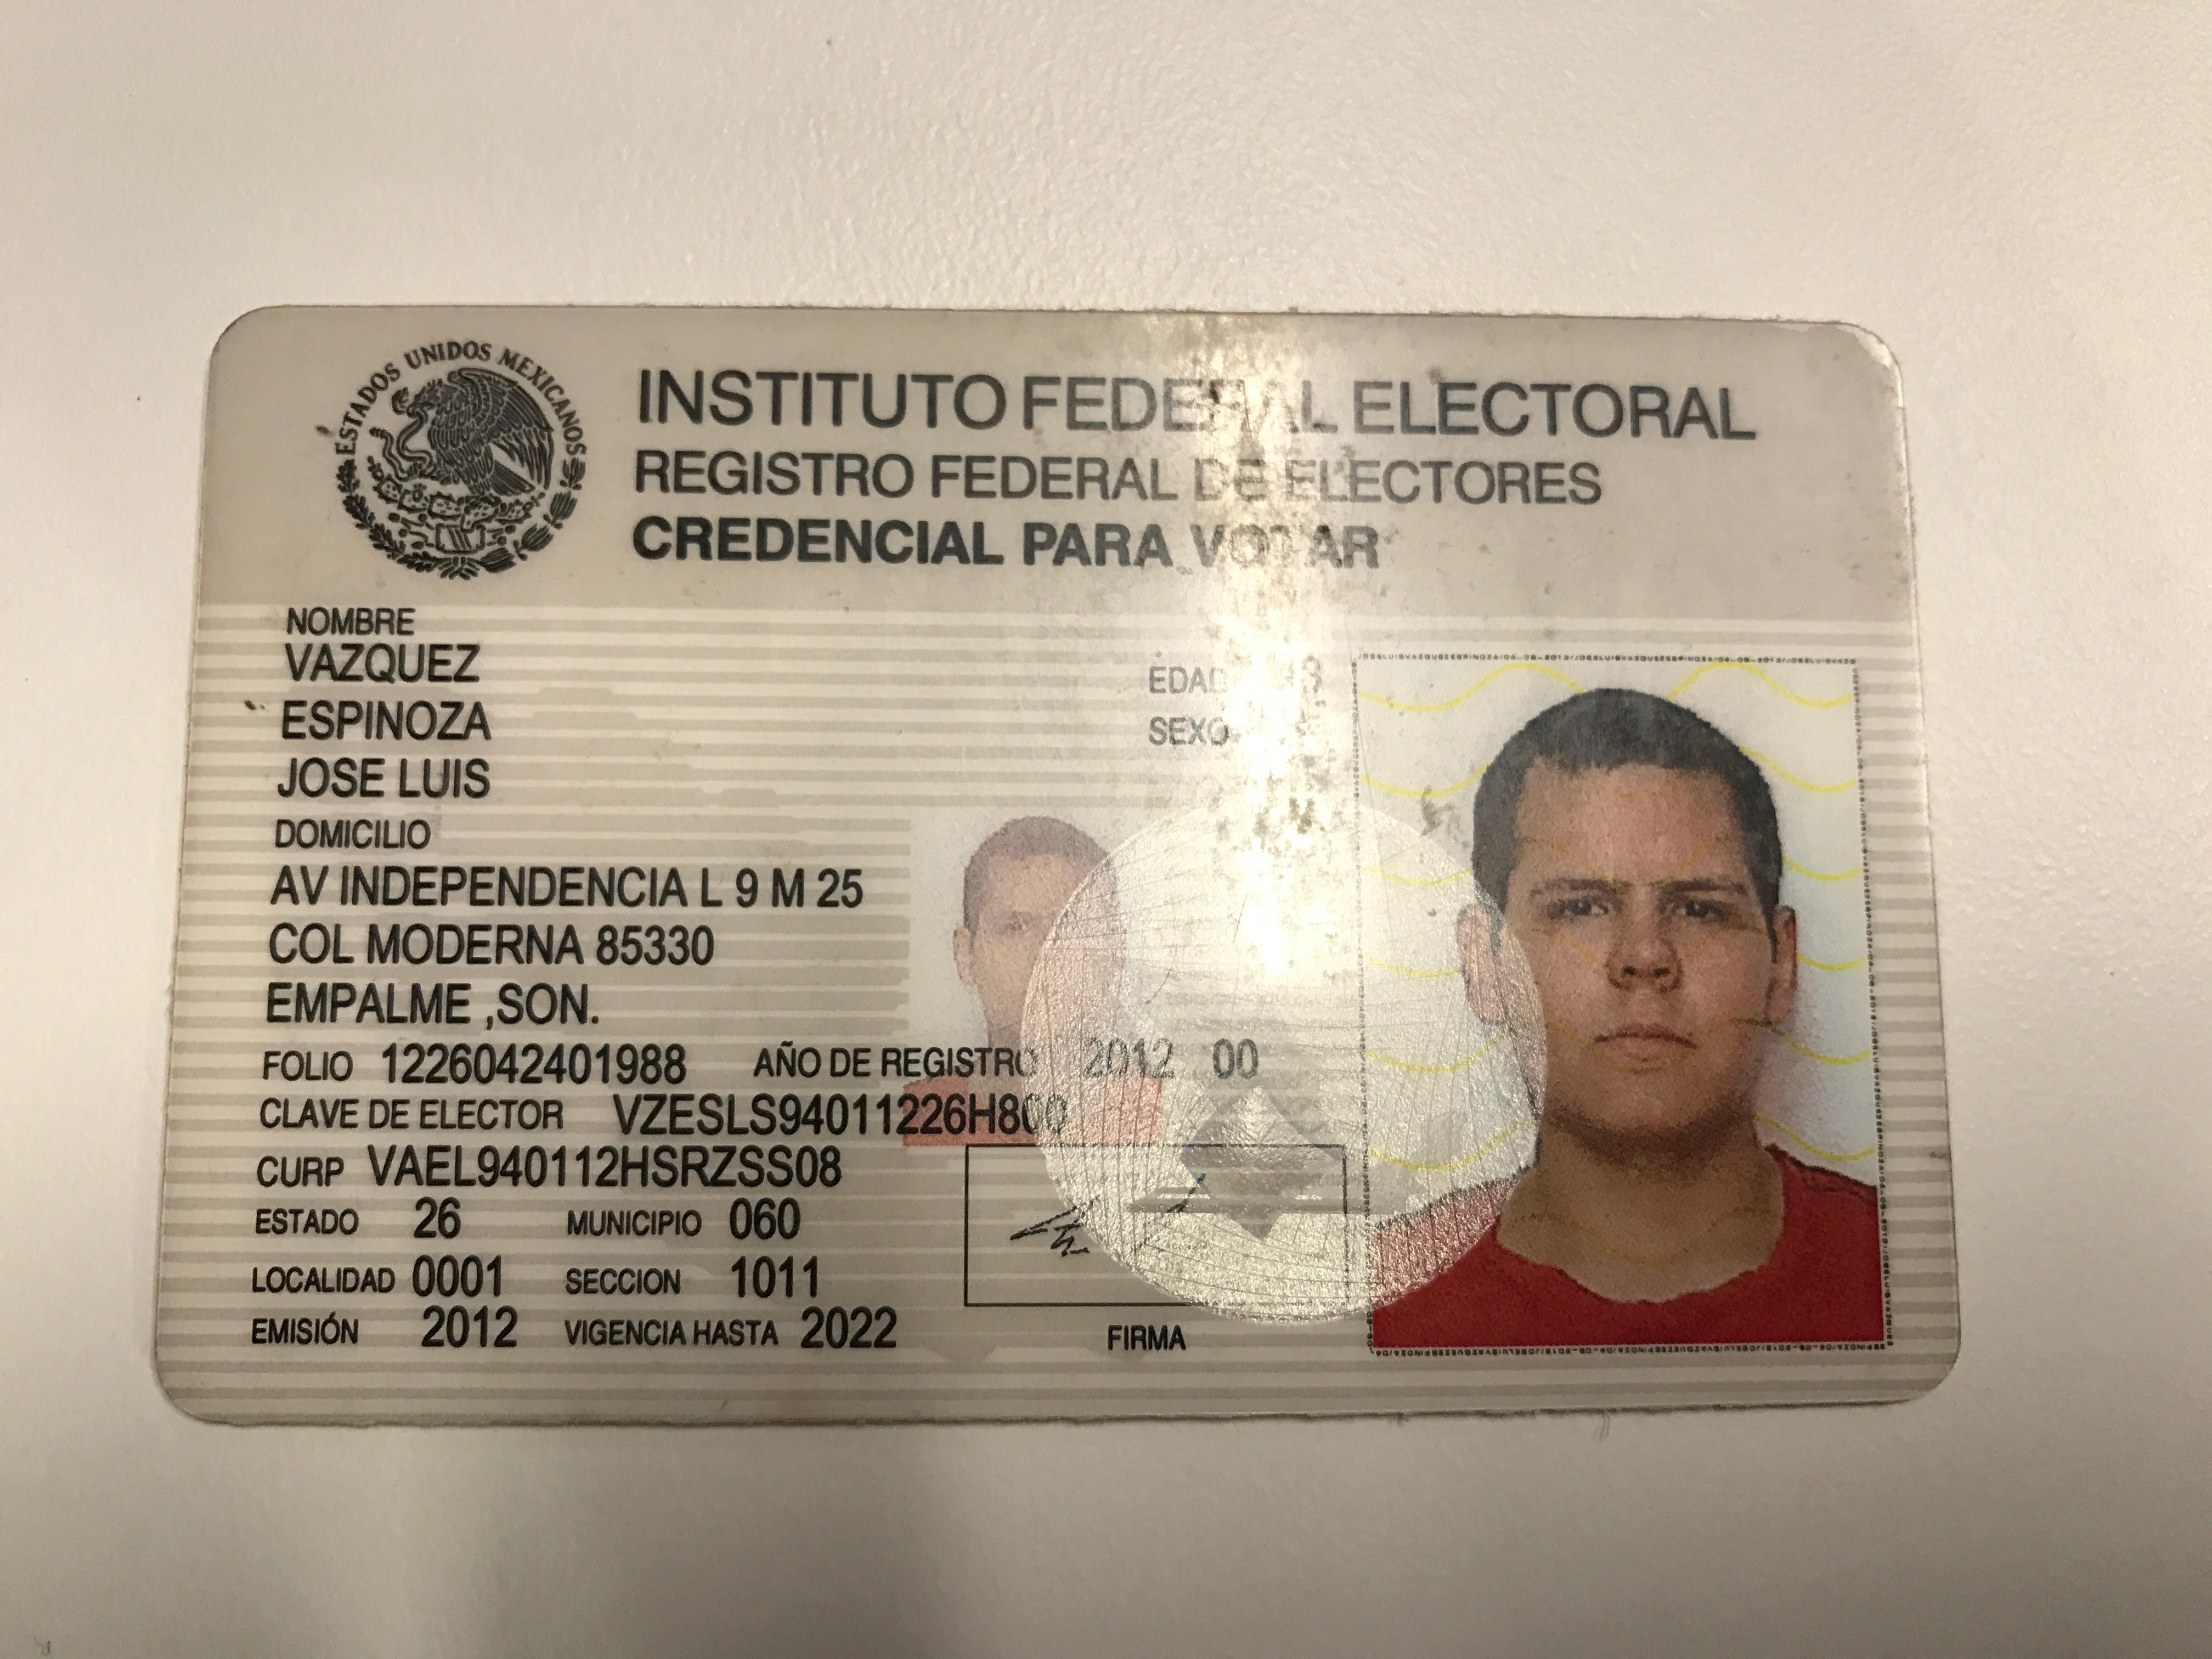 ESTADOS UNIDOS MEXICANOS
INSTITUTO FEDERAL ELECTORAL
REGISTRO FEDERAL DE ELECTORES
CREDENCIAL PARA VOTAR
NOMBRE
VAZQUEZ
ESPINOZA
JOSE LUIS
EDAD
SEXO
DOMICILIO
AV INDEPENDENCIA L 9 M 25
COL MODERNA 85330
EMPALME ,SON.
FOLIO 1226042401988 AÑO DE REGISTRO 2012 00
CLAVE DE ELECTOR VZESLS94011226H800
CURP VAEL940112HSRZSS08
ESTADO 26 MUNICIPIO 060
LOCALIDAD 0001 SECCION 1011
EMISIÓN 2012 VIGENCIA HASTA 2022
FIRMA